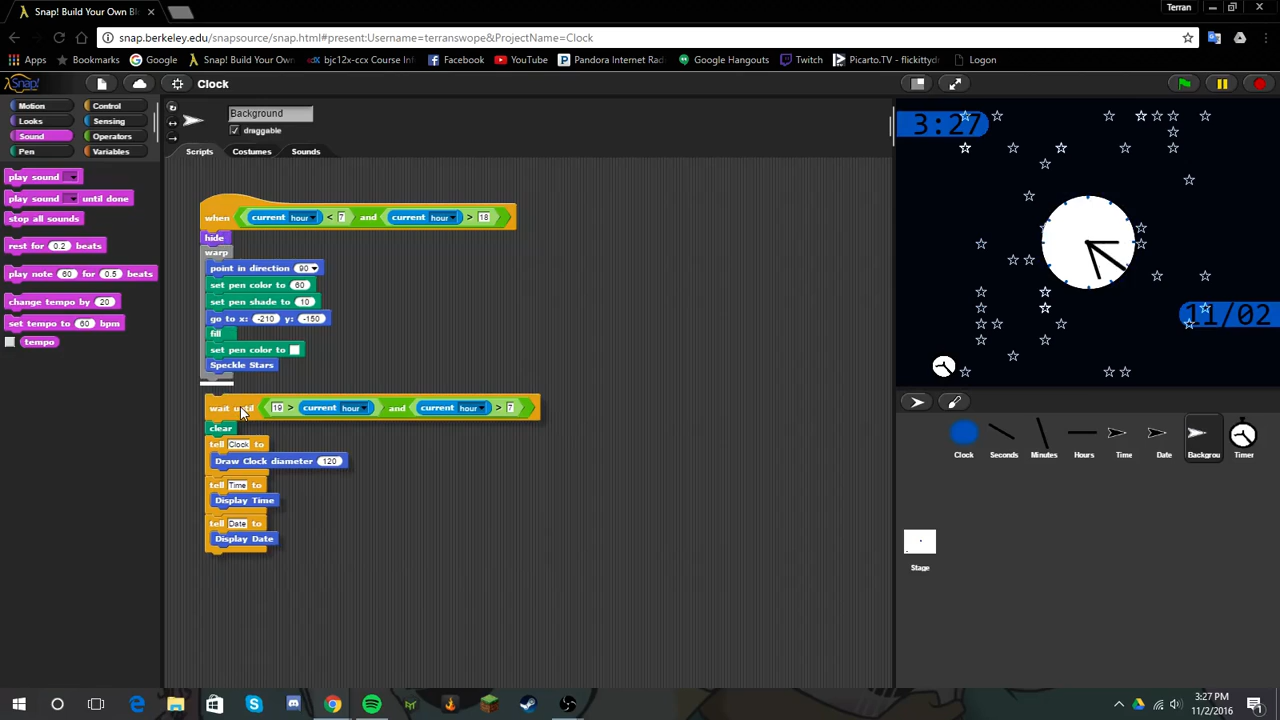 Snap! Build Your Own Bl
Terran
snap.berkeley.edu/snapsource/snap.html#present:Username=terranswope&ProjectName=Clock
Apps Bookmarks Google Snap! Build Your Own bjc12x-ccx Course Inf Facebook YouTube Pandora Internet Rad Google Hangouts Twitch Picarto.TV - flickittyd Logon
Snap! Clock
Motion Control
Looks Sensing
Sound Operators
Pen Variables
play sound
play sound until done
stop all sounds
rest for 0.2 beats
play note 60 for 0.5 beats
change tempo by 20
set tempo to 60 bpm
tempo
Background
draggable
Scripts Costumes Sounds
when current hour < 7 and current hour > 18
hide
warp
point in direction 90
set pen color to 60
set pen shade to 10
go to x: -210 y: -150
fill
set pen color to
Speckle Stars
wait until 19 > current hour and current hour > 7
clear
tell Clock to
Draw Clock diameter 120
tell Time to
Display Time
tell Date to
Display Date
3:27
11/02
Clock Seconds Minutes Hours Time Date Backgrou Timer
Stage
3:27 PM
11/2/2016